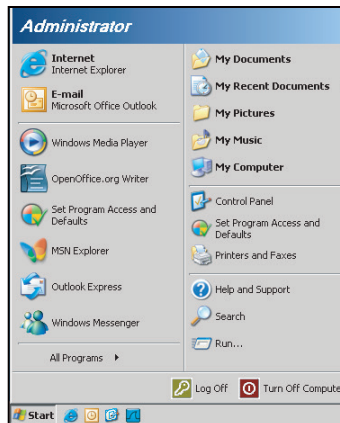 Administrator
Internet
Internet Explorer
E-mail
Microsoft Office Outlook
Windows Media Player
OpenOffice.org Writer
Set Program Access and
Defaults
MSN Explorer
Outlook Express
Windows Messenger
All Programs
My Documents
My Recent Documents
My Pictures
My Music
My Computer
Control Panel
Set Program Access and
Defaults
Printers and Faxes
Help and Support
Search
Run...
Log Off
Turn Off Compute
Start